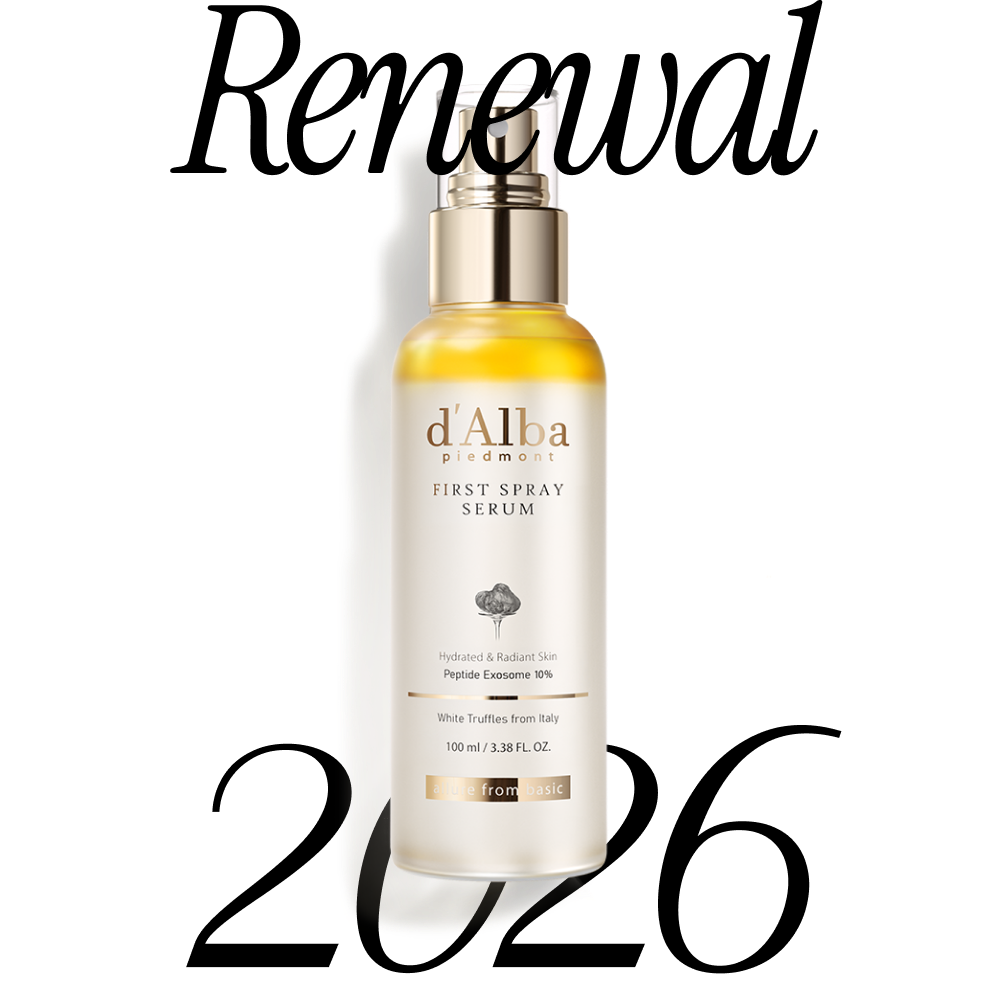 Renewal
d'Alba
piedmont
FIRST SPRAY
SERUM
Hydrated & Radiant Skin
Peptide Exosome 10%
White Truffles from Italy
100 ml / 3.38 FL. OZ.
from basic
2026